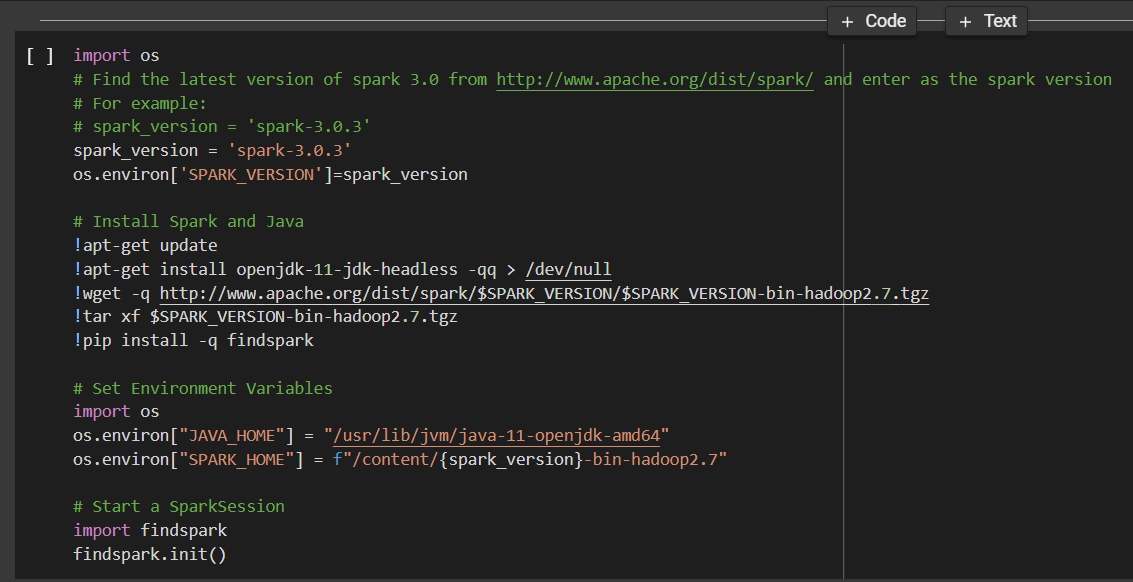 + Code + Text
[ ] import os
# Find the latest version of spark 3.0 from http://www.apache.org/dist/spark/ and enter as the spark version
# For example:
# spark_version = 'spark-3.0.3'
spark_version = 'spark-3.0.3'
os.environ['SPARK_VERSION']=spark_version
# Install Spark and Java
!apt-get update
!apt-get install openjdk-11-jdk-headless -qq > /dev/null
!wget -q http://www.apache.org/dist/spark/$SPARK_VERSION/$SPARK_VERSION-bin-hadoop2.7.tgz
!tar xf $SPARK_VERSION-bin-hadoop2.7.tgz
!pip install -q findspark
# Set Environment Variables
import os
os.environ["JAVA_HOME"] = "/usr/lib/jvm/java-11-openjdk-amd64"
os.environ["SPARK_HOME"] = f"/content/{spark_version}-bin-hadoop2.7"
# Start a SparkSession
import findspark
findspark.init()